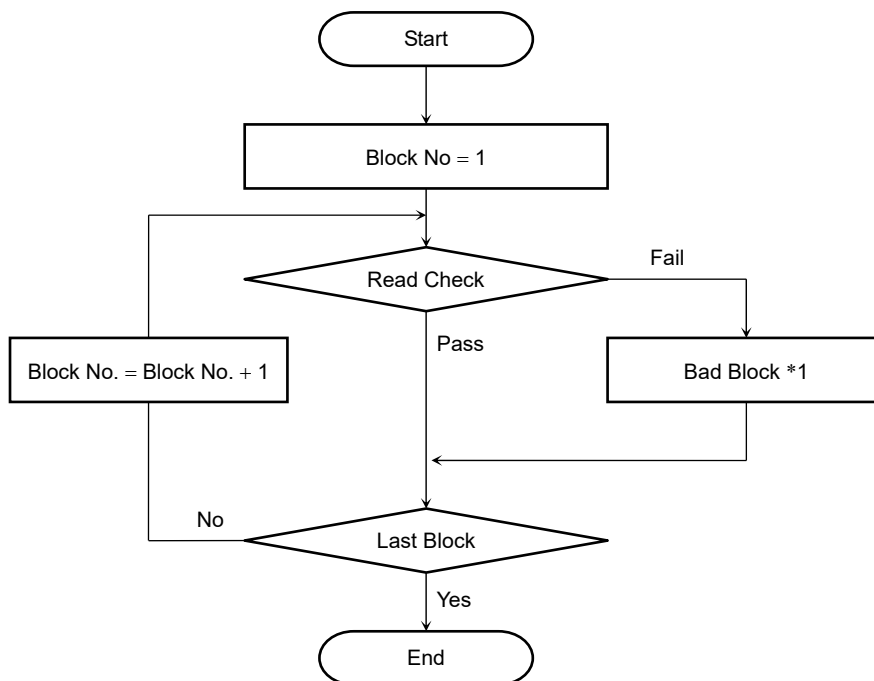 Start
Block No = 1
Read Check
Fail
Pass
Block No. = Block No. + 1
Bad Block *1
No
Last Block
Yes
End